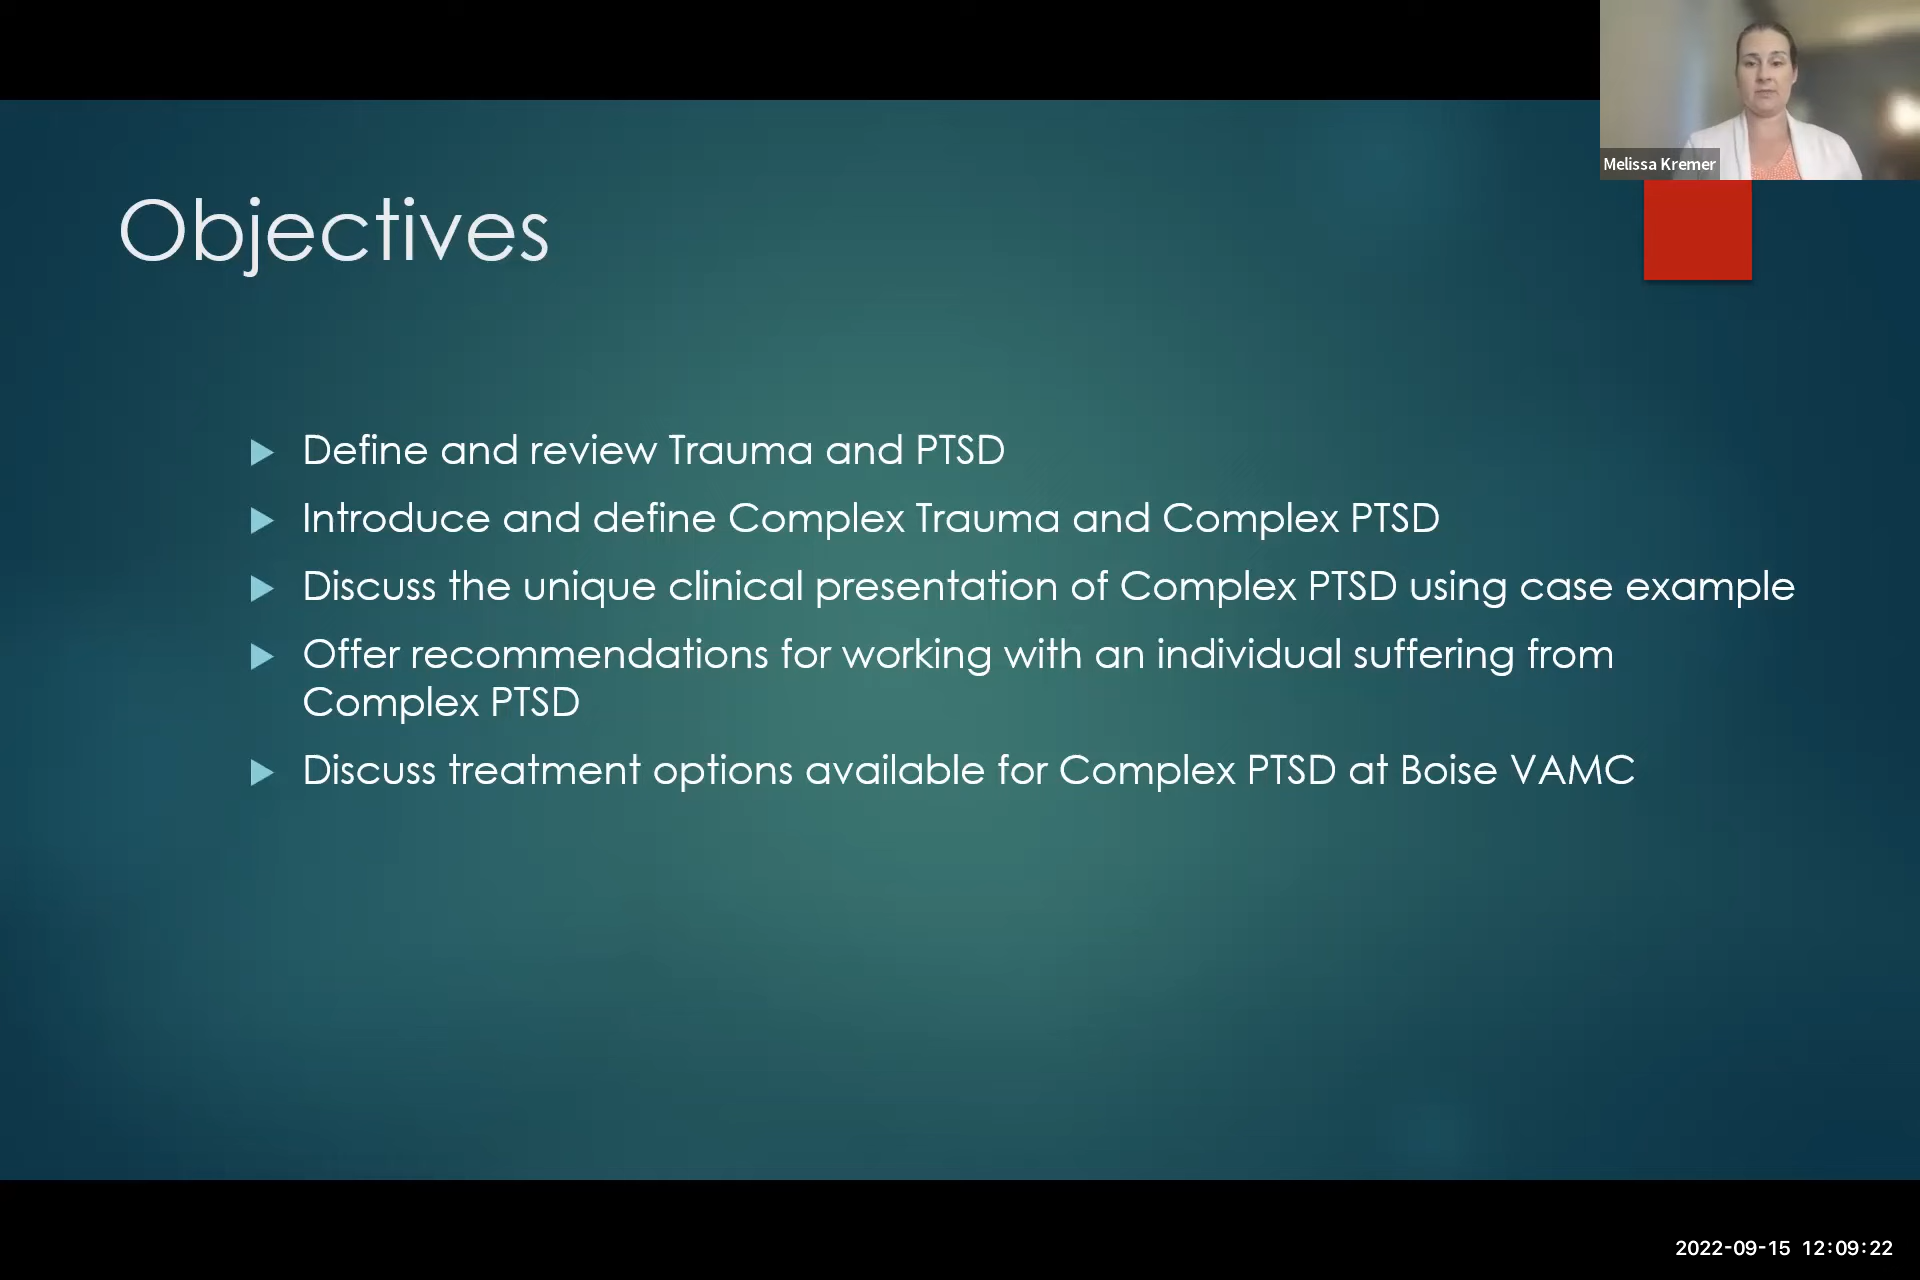 Melissa Kremer
Objectives
Define and review Trauma and PTSD
Introduce and define Complex Trauma and Complex PTSD
Discuss the unique clinical presentation of Complex PTSD using case example
Offer recommendations for working with an individual suffering from
Complex PTSD
Discuss treatment options available for Complex PTSD at Boise VAMC
2022-09-15 12:09:22